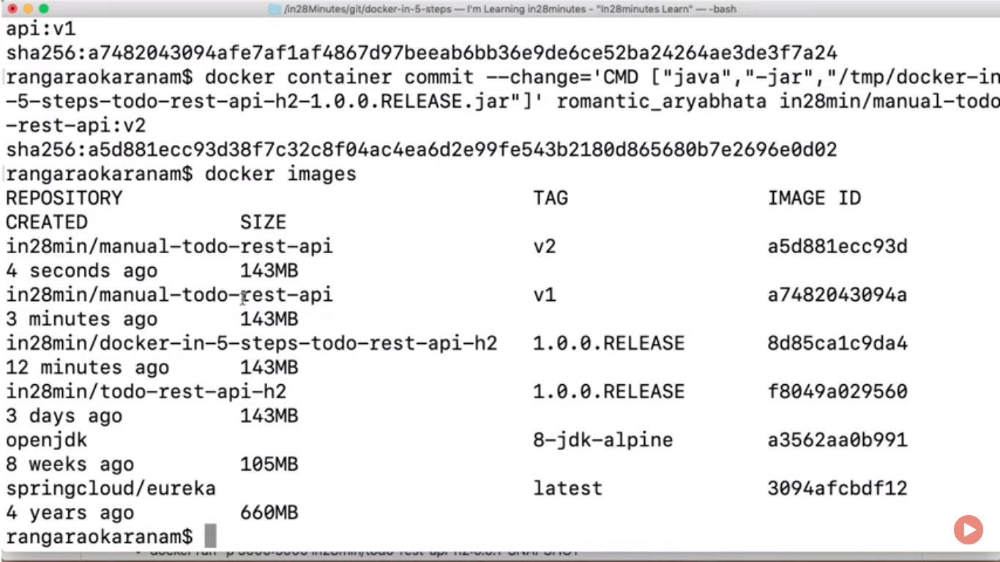 /in28Minutes/git/docker-in-5-steps — I'm Learning in28minutes - "In28minutes Learn" — -bash
api:v1
sha256:a7482043094afe7af1af4867d97beeab6bb36e9de6ce52ba24264ae3de3f7a24
rangaraokaranam$ docker container commit --change='CMD ["java","-jar","/tmp/docker-in
-5-steps-todo-rest-api-h2-1.0.0.RELEASE.jar"]' romantic_aryabhata in28min/manual-todo
-rest-api:v2
sha256:a5d881ecc93d38f7c32c8f04ac4ea6d2e99fe543b2180d865680b7e2696e0d02
rangaraokaranam$ docker images
REPOSITORY TAG IMAGE ID
CREATED SIZE
in28min/manual-todo-rest-api v2 a5d881ecc93d
4 seconds ago 143MB
in28min/manual-todo-rest-api v1 a7482043094a
3 minutes ago 143MB
in28min/docker-in-5-steps-todo-rest-api-h2 1.0.0.RELEASE 8d85ca1c9da4
12 minutes ago 143MB
in28min/todo-rest-api-h2 1.0.0.RELEASE f8049a029560
3 days ago 143MB
openjdk 8-jdk-alpine a3562aa0b991
8 weeks ago 105MB
springcloud/eureka latest 3094afcbdf12
4 years ago 660MB
rangaraokaranam$